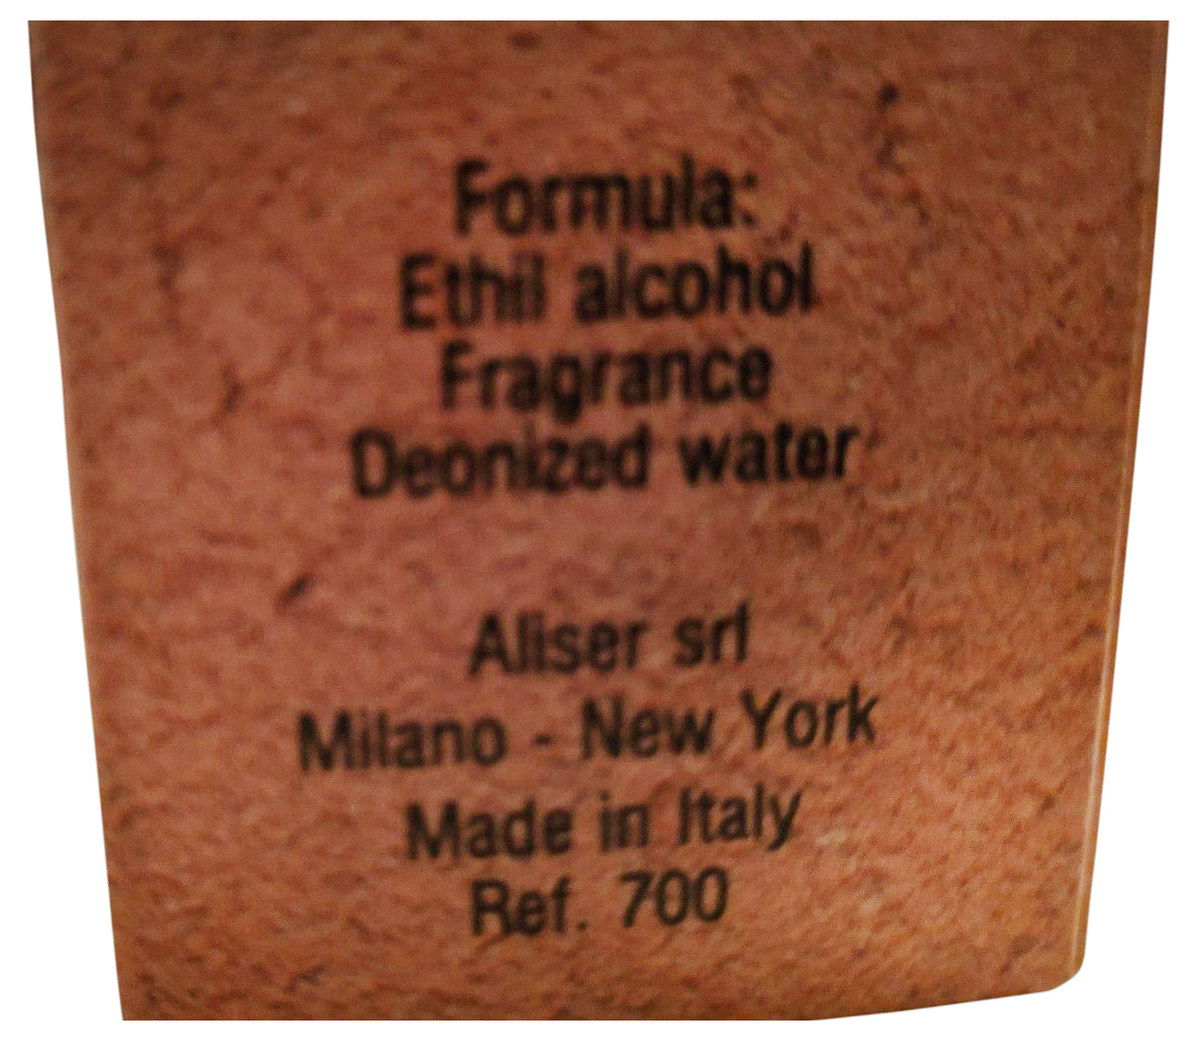 Formula:
Ethil alcohol
Fragrance
Deonized water
Aliser srl
Milano - New York
Made in Italy
Ref. 700